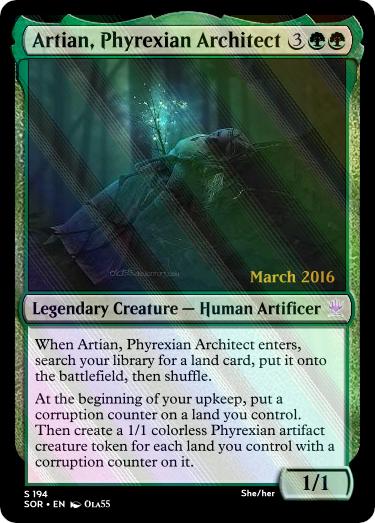 Artian, Phyrexian Architect 3
ola55.deviantart.com
March 2016
Legendary Creature — Human Artificer
When Artian, Phyrexian Architect enters,
search your library for a land card, put it onto
the battlefield, then shuffle.
At the beginning of your upkeep, put a
corruption counter on a land you control.
Then create a 1/1 colorless Phyrexian artifact
creature token for each land you control with a
corruption counter on it.
1/1
S 194
She/her
SOR • EN Ola55